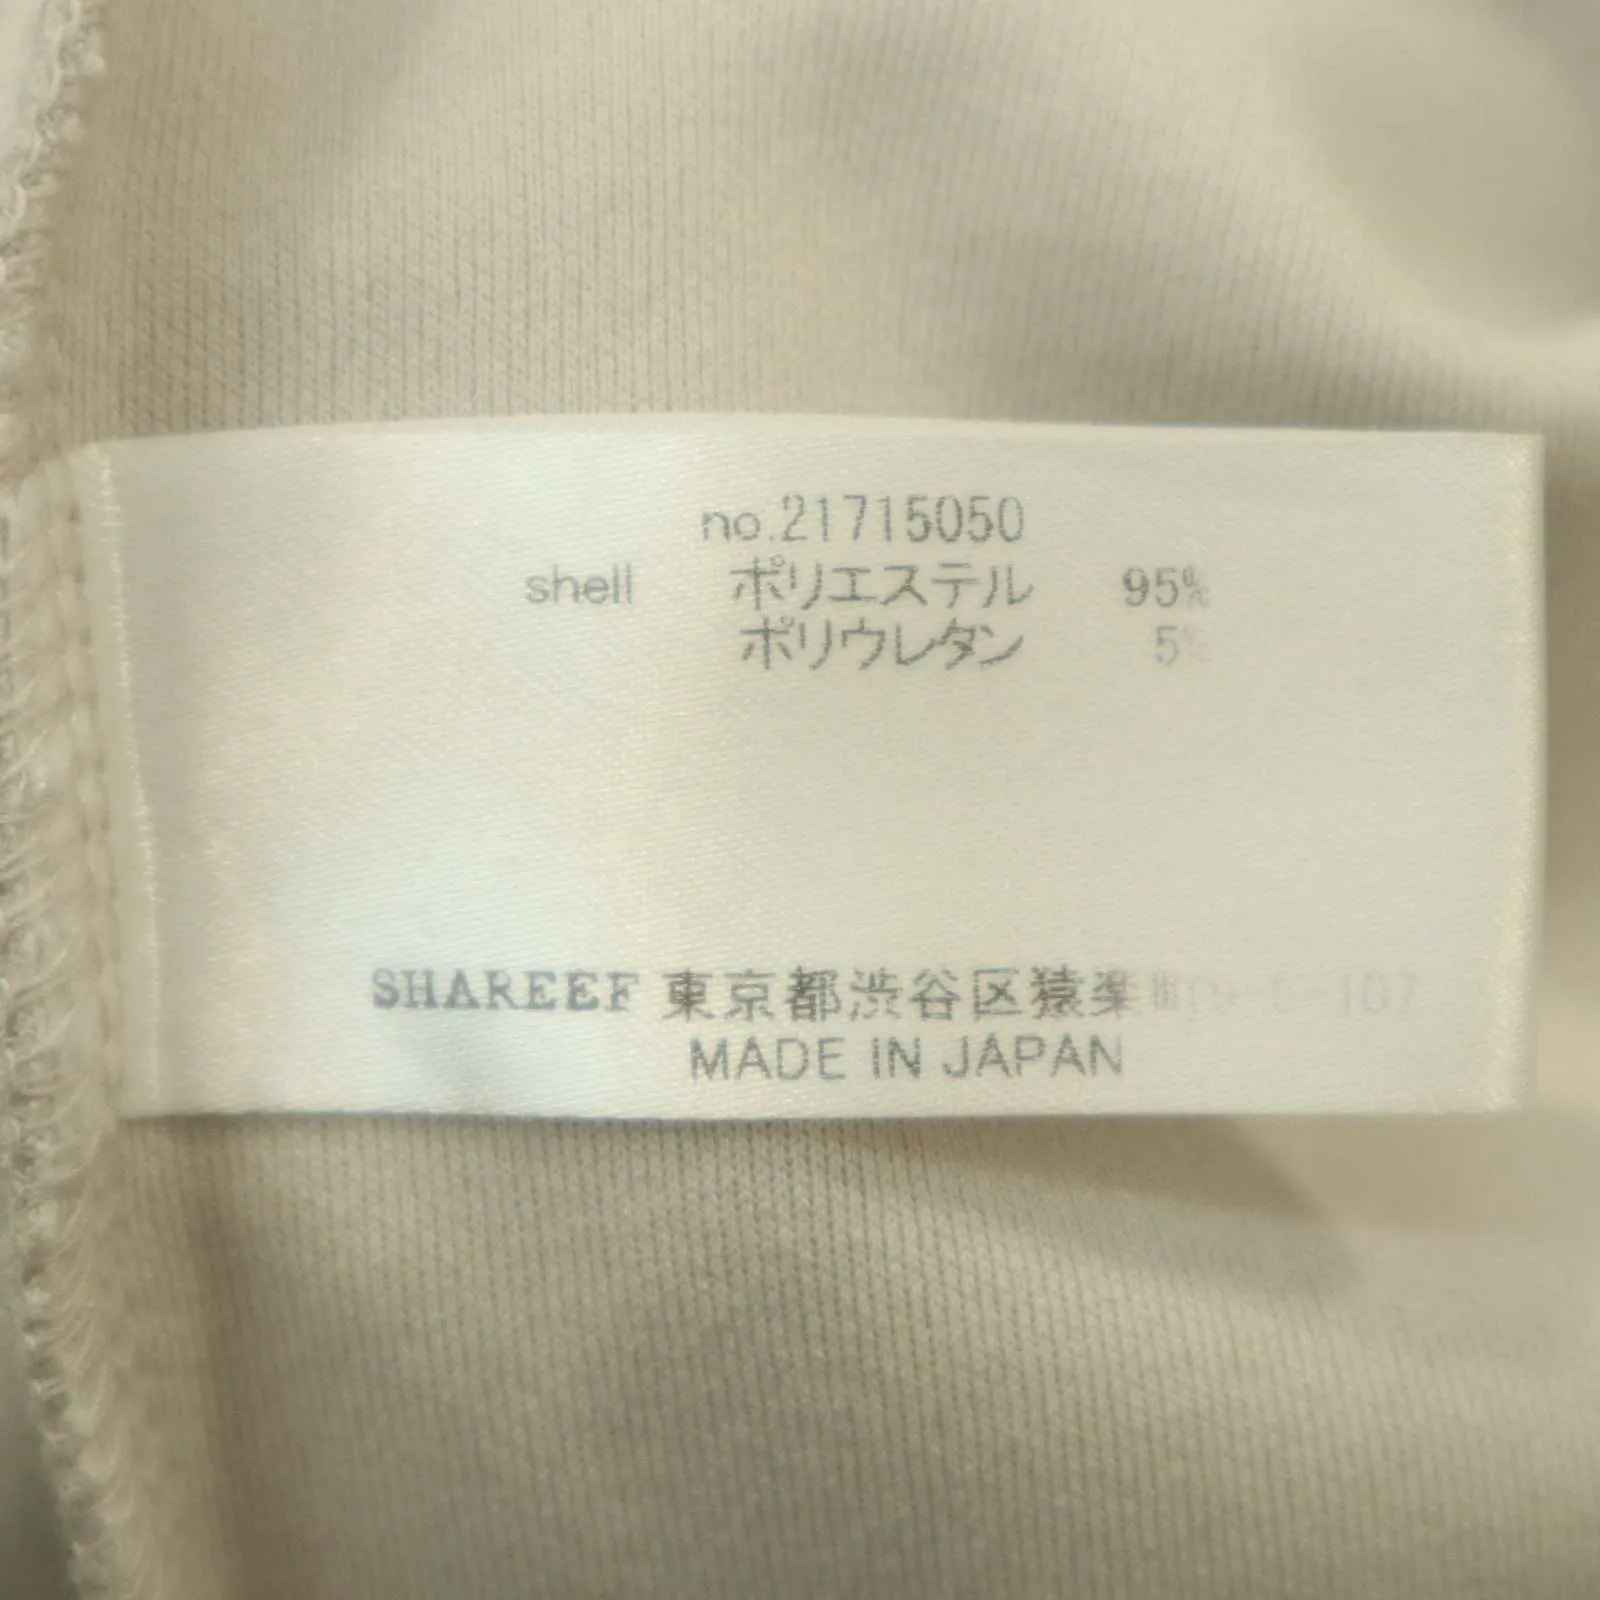 no.21715050
shell ポリエステル 95%
ポリウレタン 5%
SHAREEF 東京都渋谷区猿楽町
MADE IN JAPAN